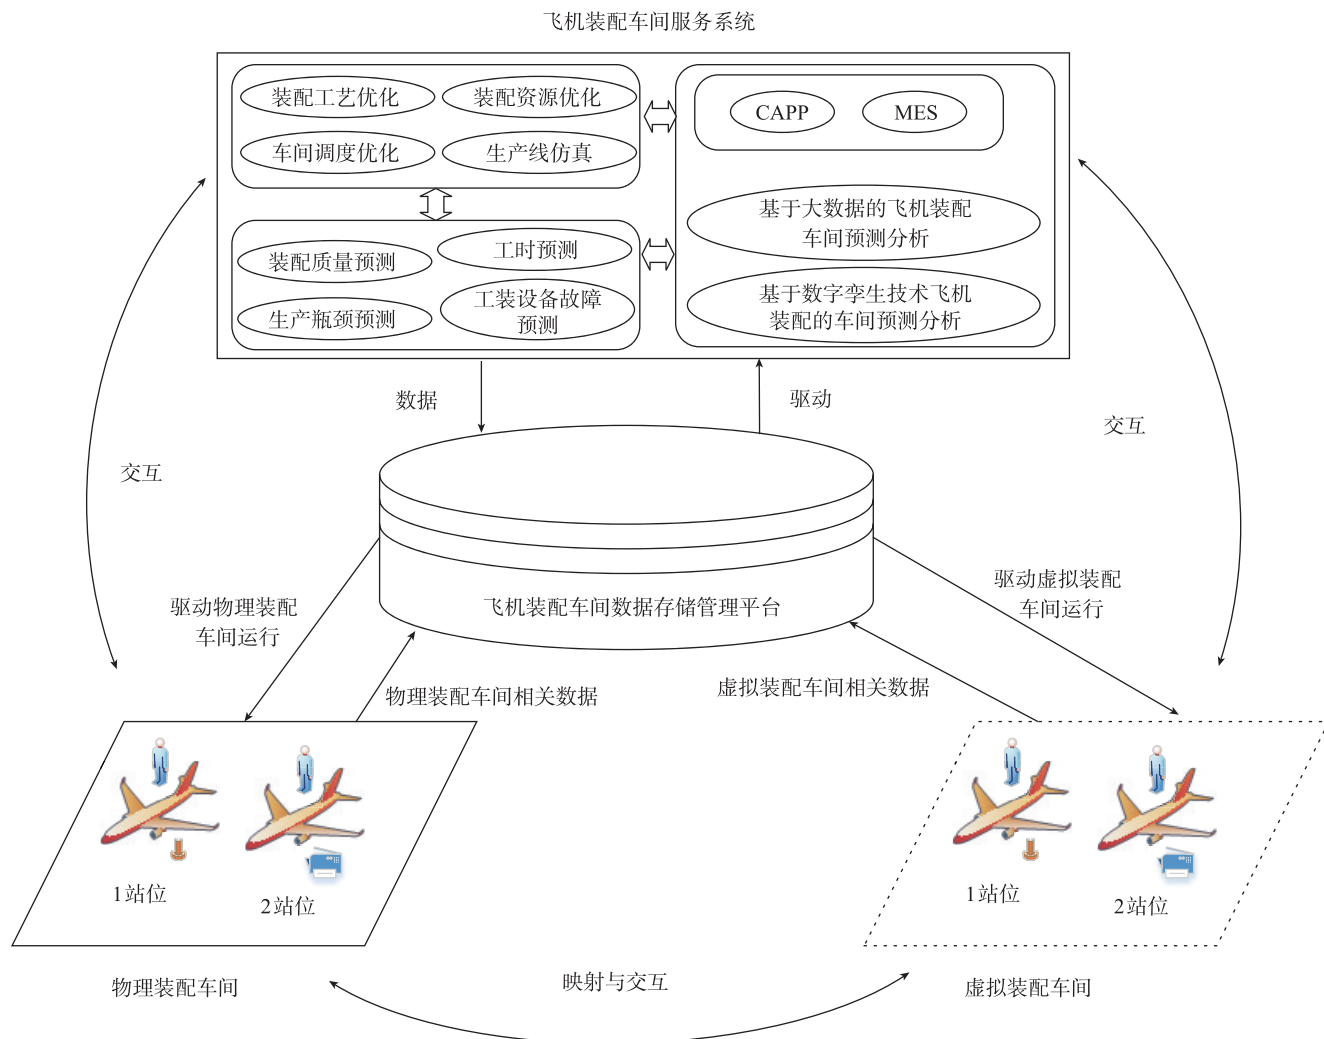 飞机装配车间服务系统
装配工艺优化
装配资源优化
车间调度优化
生产线仿真
CAPP
MES
装配质量预测
工时预测
生产瓶颈预测
工装设备故障
预测
基于大数据的飞机装配
车间预测分析
基于数字孪生技术飞机
装配的车间预测分析
数据
驱动
交互
交互
飞机装配车间数据存储管理平台
驱动物理装配
车间运行
驱动虚拟装配
车间运行
物理装配车间相关数据
虚拟装配车间相关数据
1站位
2站位
1站位
2站位
物理装配车间
映射与交互
虚拟装配车间